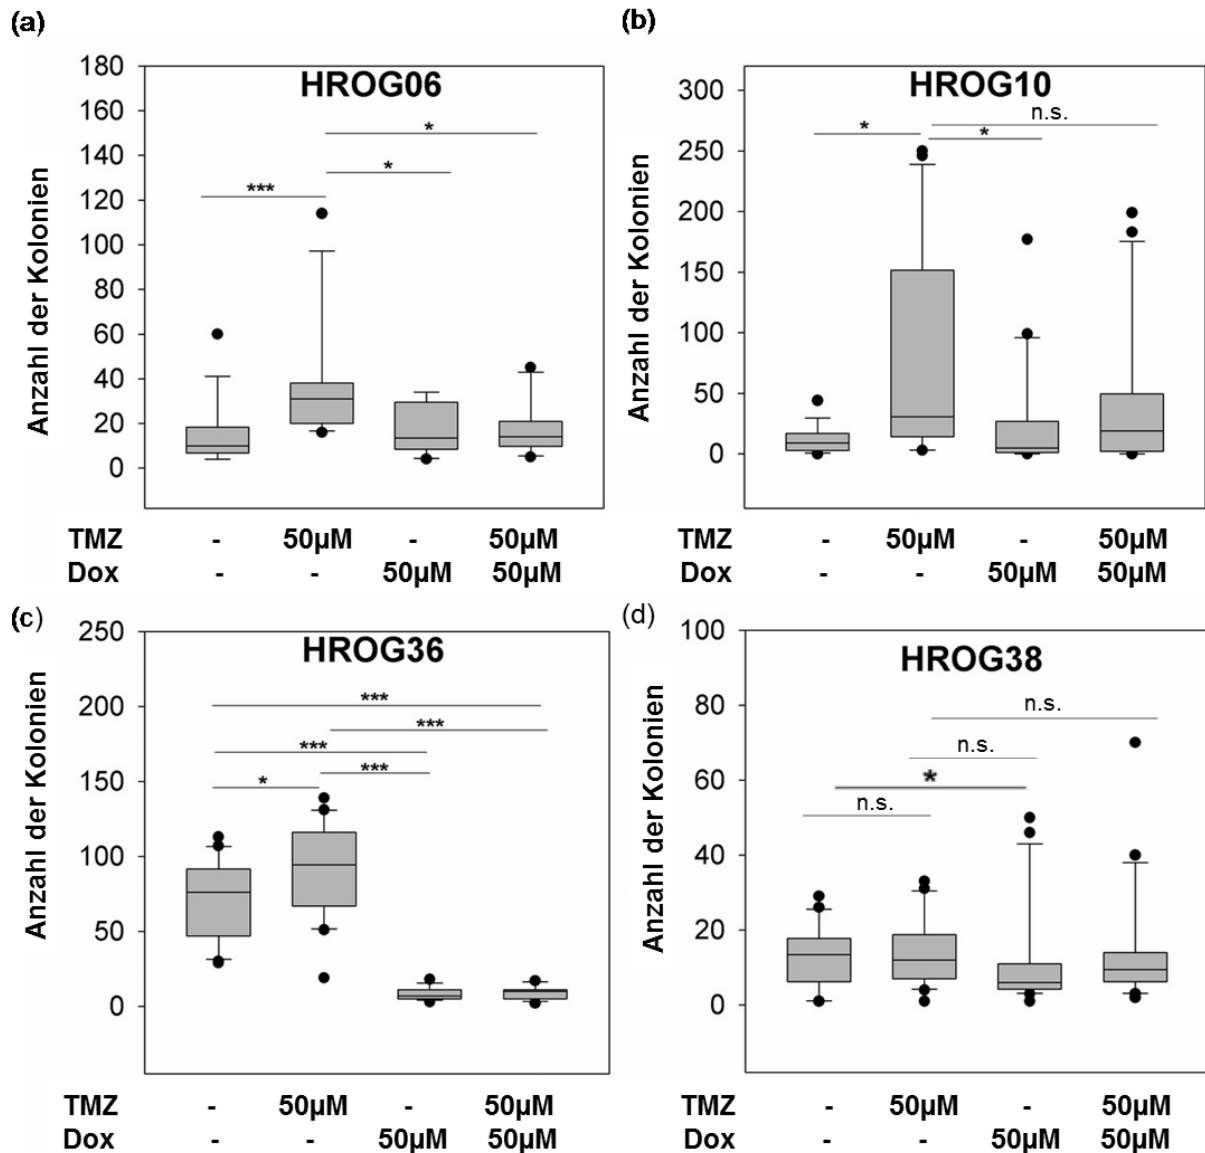 (a)
HROG06
Anzahl der Kolonien
180
160
140
120
100
80
60
40
20
0
*
*
***
TMZ - 50µM - 50µM
Dox - - 50µM 50µM
(b)
HROG10
Anzahl der Kolonien
300
250
200
150
100
50
0
n.s.
* *
TMZ - 50µM - 50µM
Dox - - 50µM 50µM
(c)
HROG36
Anzahl der Kolonien
250
200
150
100
50
0
***
***
***
***
*
TMZ - 50µM - 50µM
Dox - - 50µM 50µM
(d)
HROG38
Anzahl der Kolonien
100
80
60
40
20
0
n.s.
n.s.
*
n.s.
TMZ - 50µM - 50µM
Dox - - 50µM 50µM